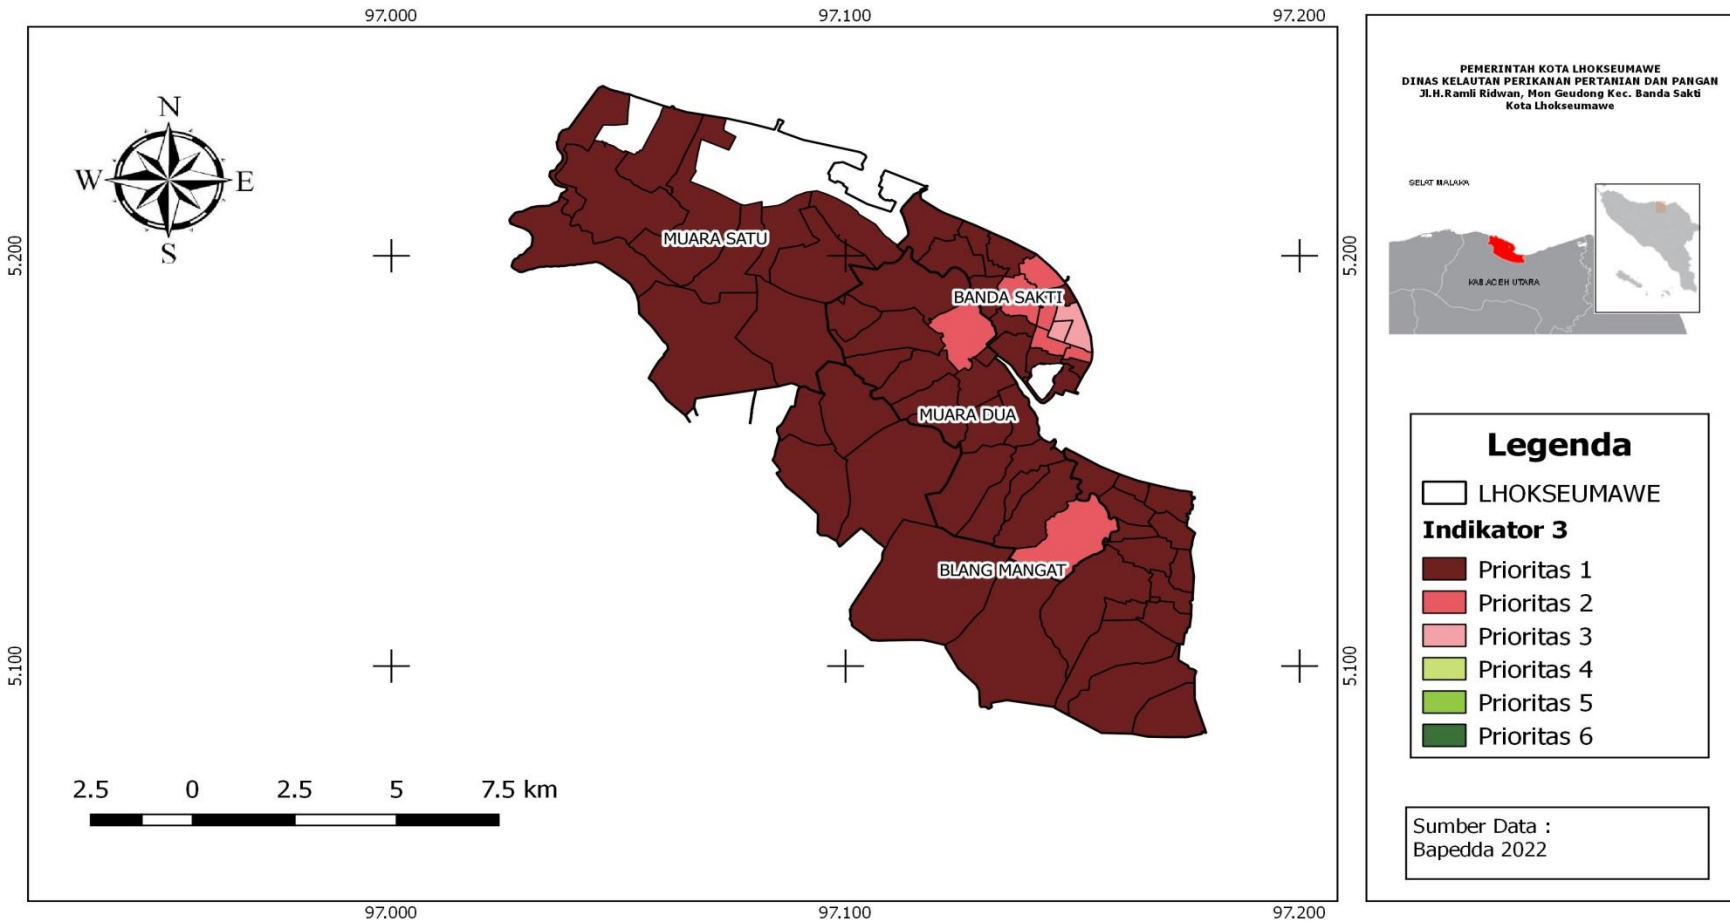 97.000
97.100
97.200
N
W
E
S
5.200
5.200
MUARA SATU
BANDA SAKTI
MUARA DUA
BLANG MANGAT
5.100
5.100
2.5
0
2.5
5
7.5 km
97.000
97.100
97.200
PEMERINTAH KOTA LHOKSEUMAWE
DINAS KELAUTAN PERIKANAN PERTANIAN DAN PANGAN
Jl.H.Ramli Ridwan, Mon Geudong Kec. Banda Sakti
Kota Lhokseumawe
SELAT MALAKA
KAB.ACEH UTARA
Legenda
LHOKSEUMAWE
Indikator 3
Prioritas 1
Prioritas 2
Prioritas 3
Prioritas 4
Prioritas 5
Prioritas 6
Sumber Data :
Bapedda 2022